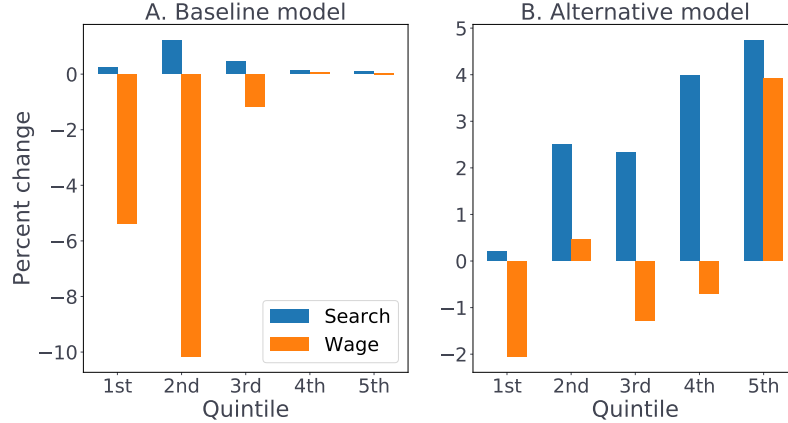 A. Baseline model
B. Alternative model
Percent change
0
−2
−4
−6
−8
−10
Search
Wage
1st 2nd 3rd 4th 5th
Quintile
5
4
3
2
1
0
−1
−2
1st 2nd 3rd 4th 5th
Quintile